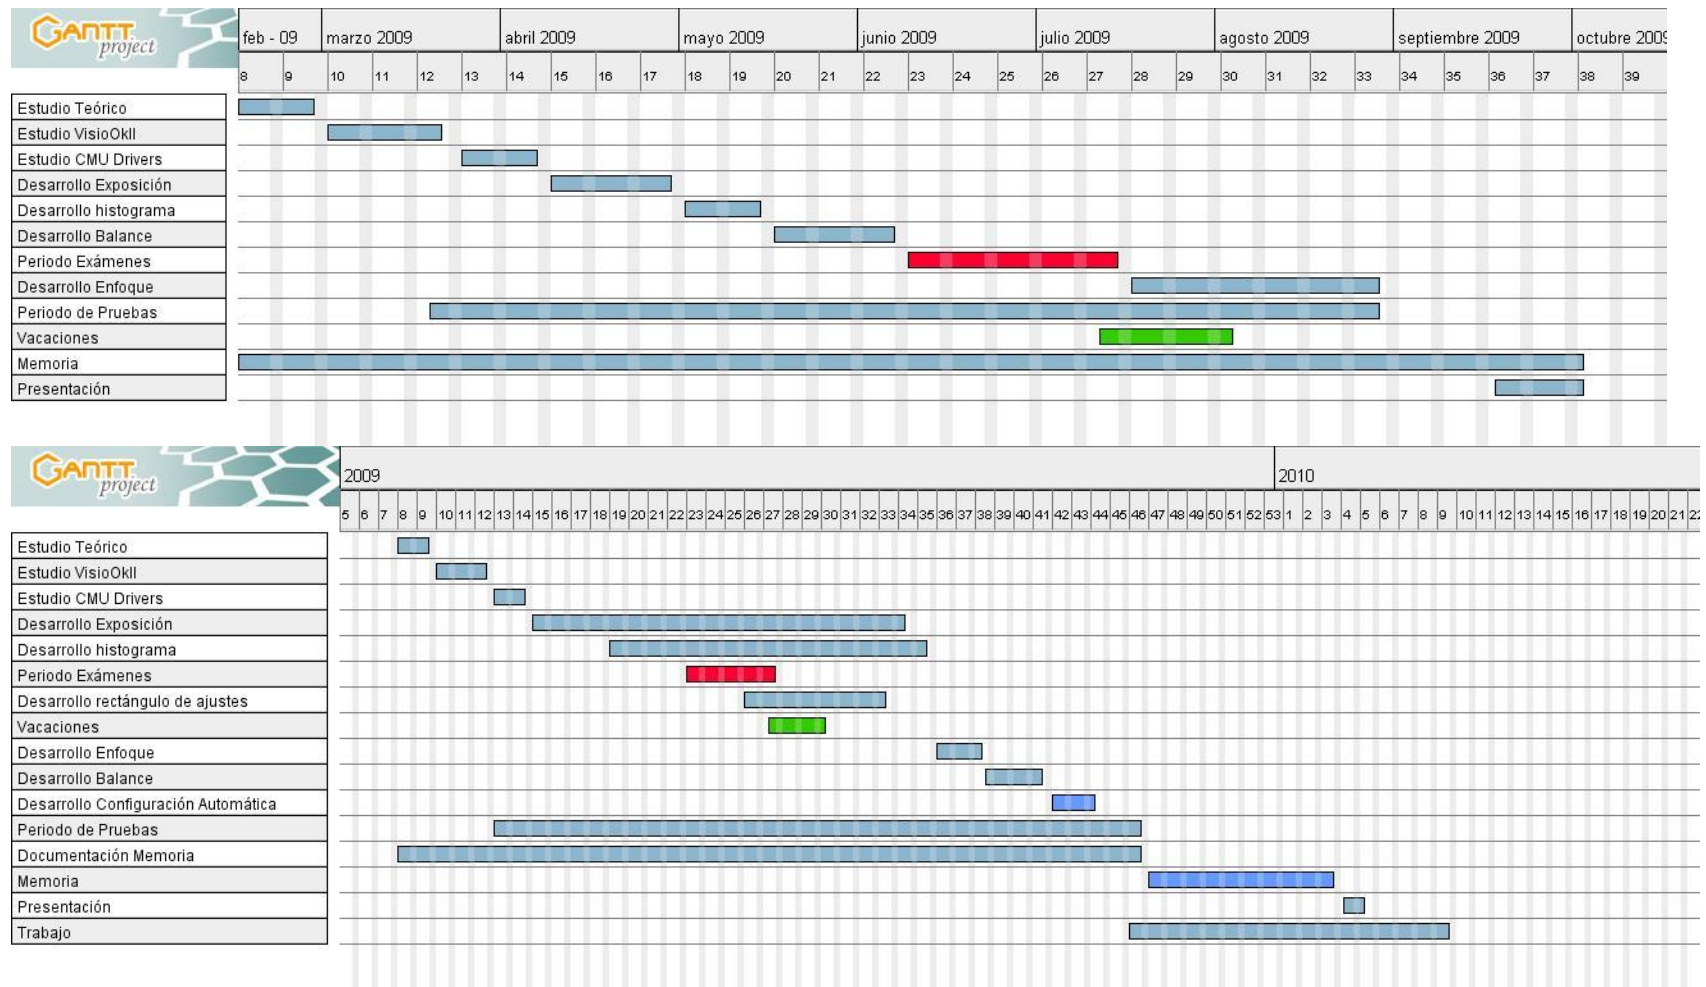 GANTT project
feb - 09 marzo 2009 abril 2009 mayo 2009 junio 2009 julio 2009 agosto 2009 septiembre 2009 octubre 2009
8 9 10 11 12 13 14 15 16 17 18 19 20 21 22 23 24 25 26 27 28 29 30 31 32 33 34 35 36 37 38 39
Estudio Teórico
Estudio VisioOkII
Estudio CMU Drivers
Desarrollo Exposición
Desarrollo histograma
Desarrollo Balance
Periodo Exámenes
Desarrollo Enfoque
Periodo de Pruebas
Vacaciones
Memoria
Presentación
GANTT project
2009 2010
5 6 7 8 9 10 11 12 13 14 15 16 17 18 19 20 21 22 23 24 25 26 27 28 29 30 31 32 33 34 35 36 37 38 39 40 41 42 43 44 45 46 47 48 49 50 51 52 53 1 2 3 4 5 6 7 8 9 10 11 12 13 14 15 16 17 18 19 20 21 22
Estudio Teórico
Estudio VisioOkII
Estudio CMU Drivers
Desarrollo Exposición
Desarrollo histograma
Periodo Exámenes
Desarrollo rectángulo de ajustes
Vacaciones
Desarrollo Enfoque
Desarrollo Balance
Desarrollo Configuración Automática
Periodo de Pruebas
Documentación Memoria
Memoria
Presentación
Trabajo